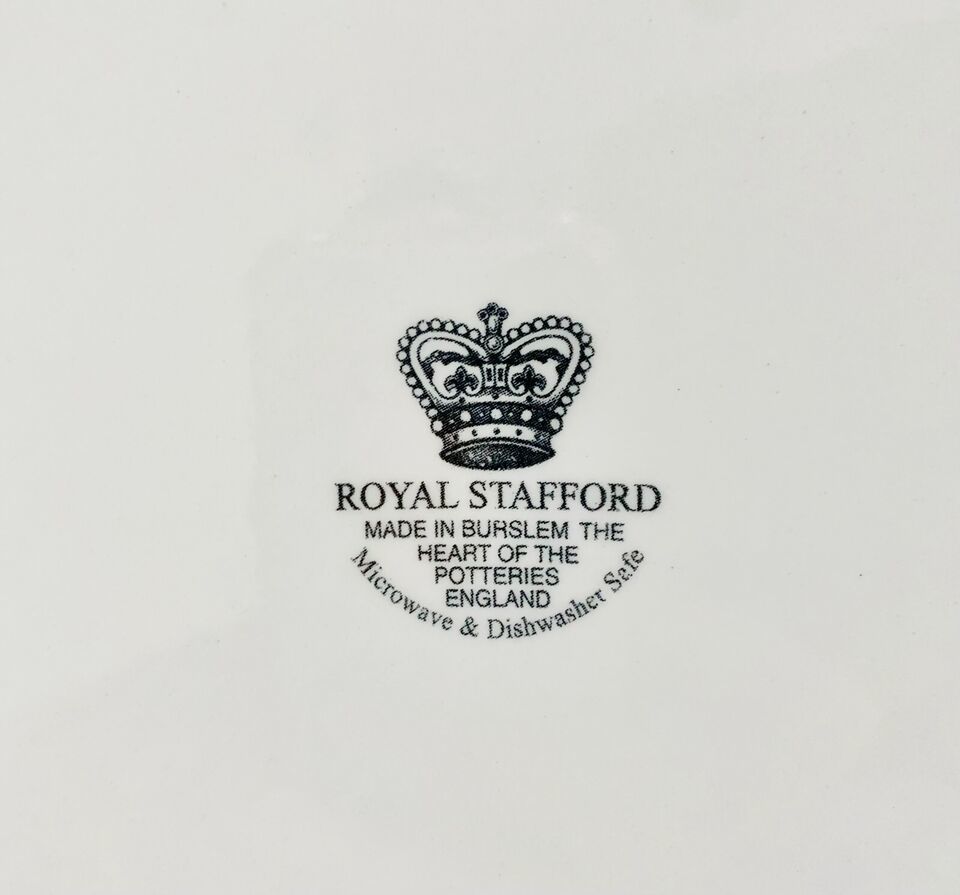 ROYAL STAFFORD
MADE IN BURSLEM THE
HEART OF THE
POTTERIES
ENGLAND
Microwave & Dishwasher Safe